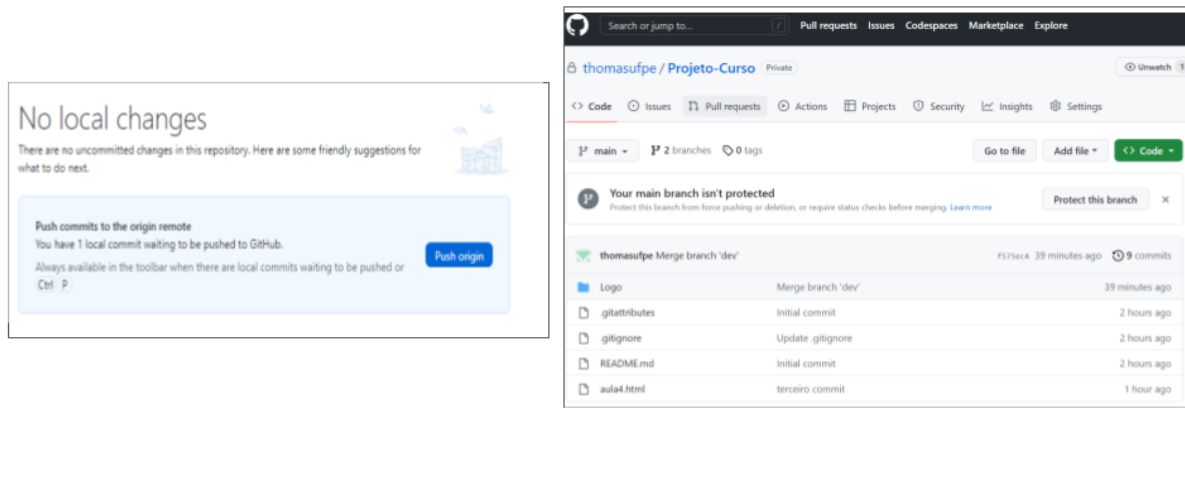 No local changes
There are no uncommitted changes in this repository. Here are some friendly suggestions for
what to do next.
Push commits to the origin remote
You have 1 local commit waiting to be pushed to GitHub.
Always available in the toolbar when there are local commits waiting to be pushed or
Ctrl P
Push origin
Search or jump to... / Pull requests Issues Codespaces Marketplace Explore
thomasufpe / Projeto-Curso Private Unwatch 1
<> Code Issues Pull requests Actions Projects Security Insights Settings
main 2 branches 0 tags Go to file Add file <> Code
Your main branch isn't protected
Protect this branch from force pushing or deletion, or require status checks before merging. Learn more
Protect this branch
thomasufpe Merge branch 'dev' f575ec4 39 minutes ago 9 commits
Logo Merge branch 'dev' 39 minutes ago
.gitattributes Initial commit 2 hours ago
.gitignore Update .gitignore 2 hours ago
README.md Initial commit 2 hours ago
aula4.html terceiro commit 1 hour ago